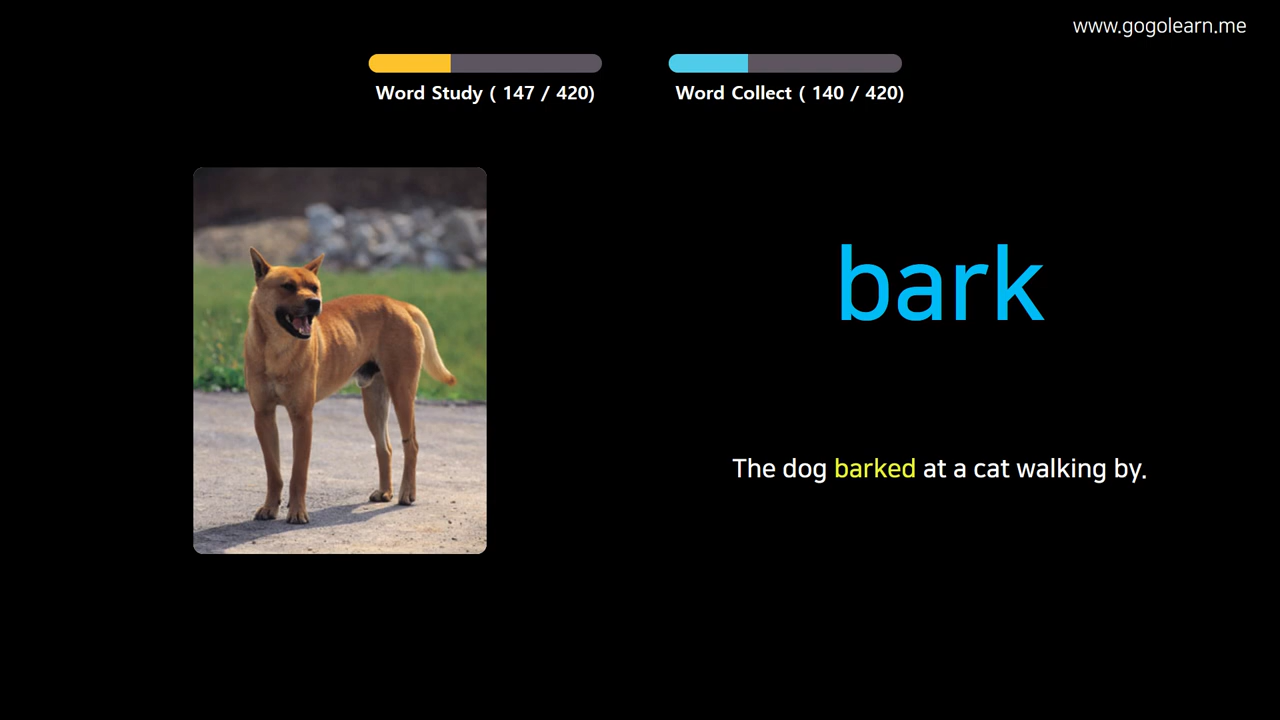 www.gogolearn.me
Word Study ( 147 / 420)
Word Collect ( 140 / 420)
bark
The dog barked at a cat walking by.